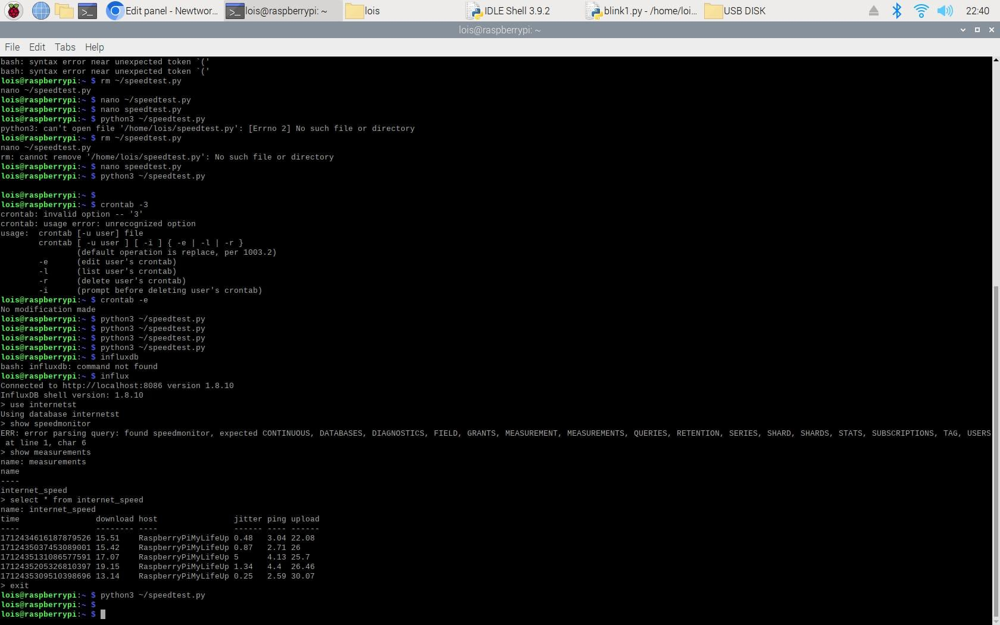 Edit panel - Newtwor...
lois@raspberrypi: ~
lois
IDLE Shell 3.9.2
blink1.py - /home/loi...
USB DISK
22:40
lois@raspberrypi: ~
File Edit Tabs Help
bash: syntax error near unexpected token `('
bash: syntax error near unexpected token `('
lois@raspberrypi:~ $ rm ~/speedtest.py
nano ~/speedtest.py
lois@raspberrypi:~ $ nano ~/speedtest.py
lois@raspberrypi:~ $ nano speedtest.py
lois@raspberrypi:~ $ python3 ~/speedtest.py
python3: can't open file '/home/lois/speedtest.py': [Errno 2] No such file or directory
lois@raspberrypi:~ $ rm ~/speedtest.py
nano ~/speedtest.py
rm: cannot remove '/home/lois/speedtest.py': No such file or directory
lois@raspberrypi:~ $ nano speedtest.py
lois@raspberrypi:~ $ python3 ~/speedtest.py
lois@raspberrypi:~ $
lois@raspberrypi:~ $ crontab -3
crontab: invalid option -- '3'
crontab: usage error: unrecognized option
usage:  crontab [-u user] file
        crontab [ -u user ] [ -i ] { -e | -l | -r }
                (default operation is replace, per 1003.2)
        -e      (edit user's crontab)
        -l      (list user's crontab)
        -r      (delete user's crontab)
        -i      (prompt before deleting user's crontab)
lois@raspberrypi:~ $ crontab -e
No modification made
lois@raspberrypi:~ $ python3 ~/speedtest.py
lois@raspberrypi:~ $ python3 ~/speedtest.py
lois@raspberrypi:~ $ python3 ~/speedtest.py
lois@raspberrypi:~ $ python3 ~/speedtest.py
lois@raspberrypi:~ $ influxdb
bash: influxdb: command not found
lois@raspberrypi:~ $ influx
Connected to http://localhost:8086 version 1.8.10
InfluxDB shell version: 1.8.10
> use internetst
Using database internetst
> show speedmonitor
ERR: error parsing query: found speedmonitor, expected CONTINUOUS, DATABASES, DIAGNOSTICS, FIELD, GRANTS, MEASUREMENT, MEASUREMENTS, QUERIES, RETENTION, SERIES, SHARD, SHARDS, STATS, SUBSCRIPTIONS, TAG, USERS
 at line 1, char 6
> show measurements
name: measurements
name
----
internet_speed
> select * from internet_speed
name: internet_speed
time                download host                jitter ping upload
----                -------- ----                ------ ---- ------
1712434616187879526 15.51    RaspberryPiMyLifeUp 0.48   3.04 22.08
1712435037453089001 15.42    RaspberryPiMyLifeUp 0.87   2.71 26
1712435131086577591 17.07    RaspberryPiMyLifeUp 5      4.13 25.7
1712435205326810397 19.15    RaspberryPiMyLifeUp 1.34   4.4  26.46
1712435309510398696 13.14    RaspberryPiMyLifeUp 0.25   2.59 30.07
> exit
lois@raspberrypi:~ $ python3 ~/speedtest.py
lois@raspberrypi:~ $
lois@raspberrypi:~ $